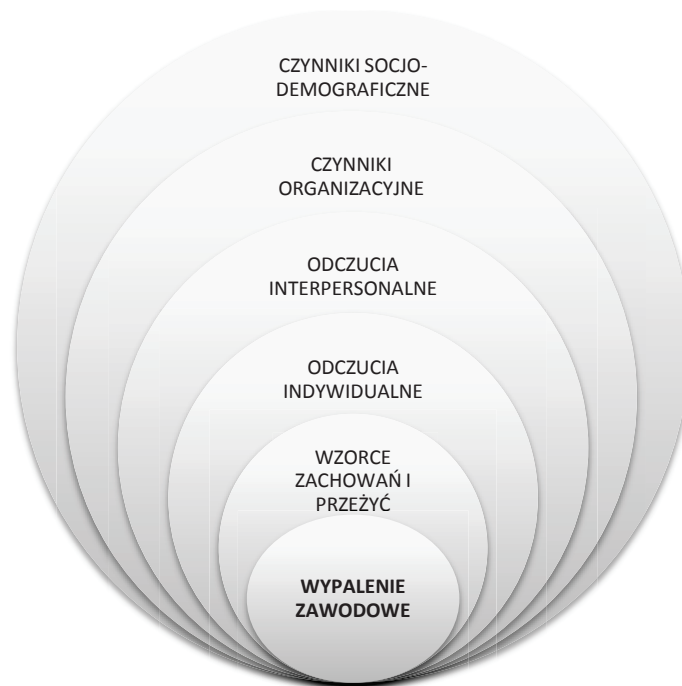 CZYNNIKI SOCJO-
DEMOGRAFICZNE
CZYNNIKI
ORGANIZACYJNE
ODCZUCIA
INTERPERSONALNE
ODCZUCIA
INDYWIDUALNE
WZORCE
ZACHOWAŃ I
PRZEŻYĆ
WYPALENIE
ZAWODOWE